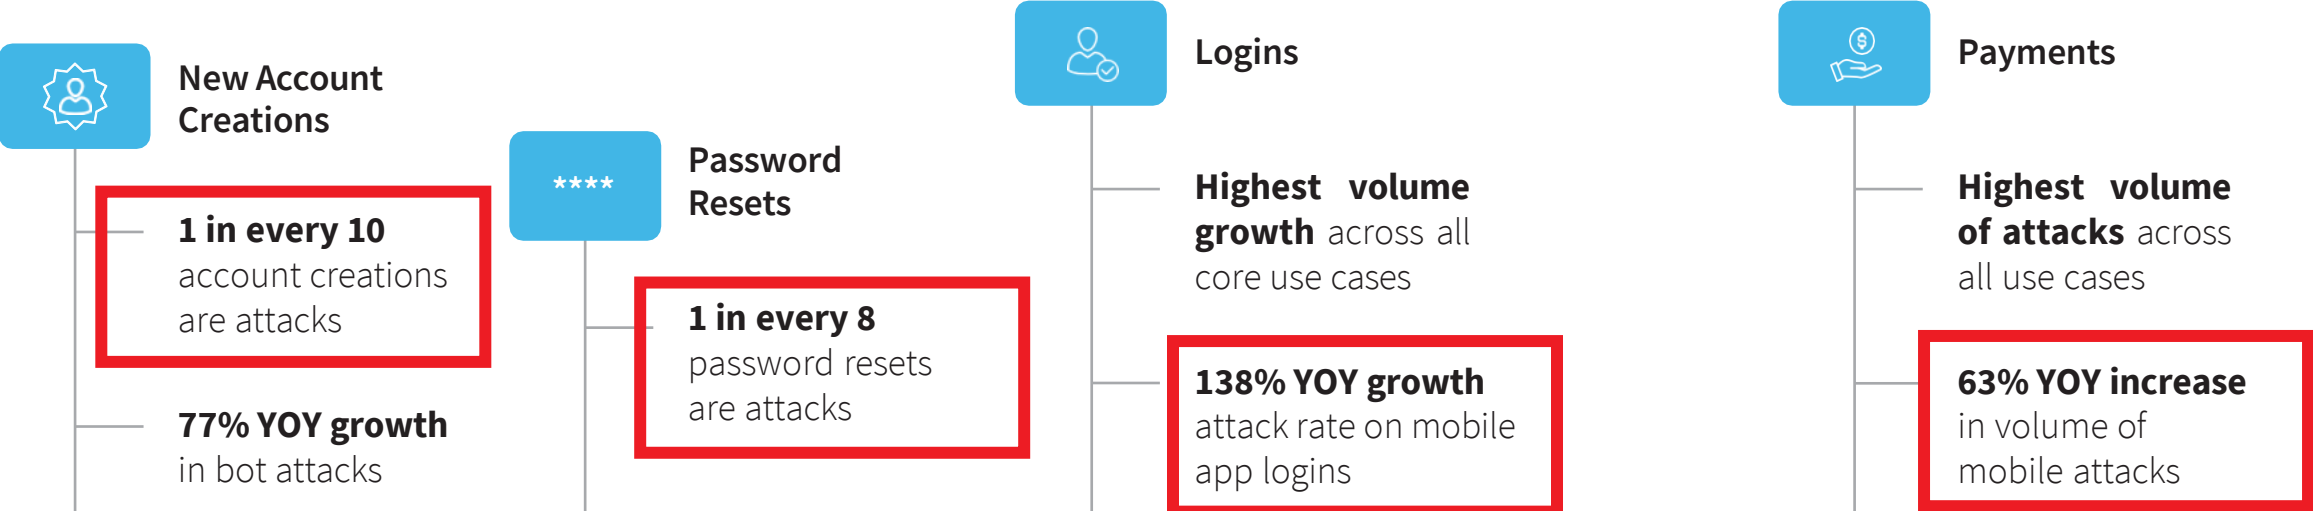 New Account
Creations
1 in every 10
account creations
are attacks
77% YOY growth
in bot attacks
****
Password
Resets
1 in every 8
password resets
are attacks
Logins
Highest volume
growth across all
core use cases
138% YOY growth
attack rate on mobile
app logins
$
Payments
Highest volume
of attacks across
all use cases
63% YOY increase
in volume of
mobile attacks